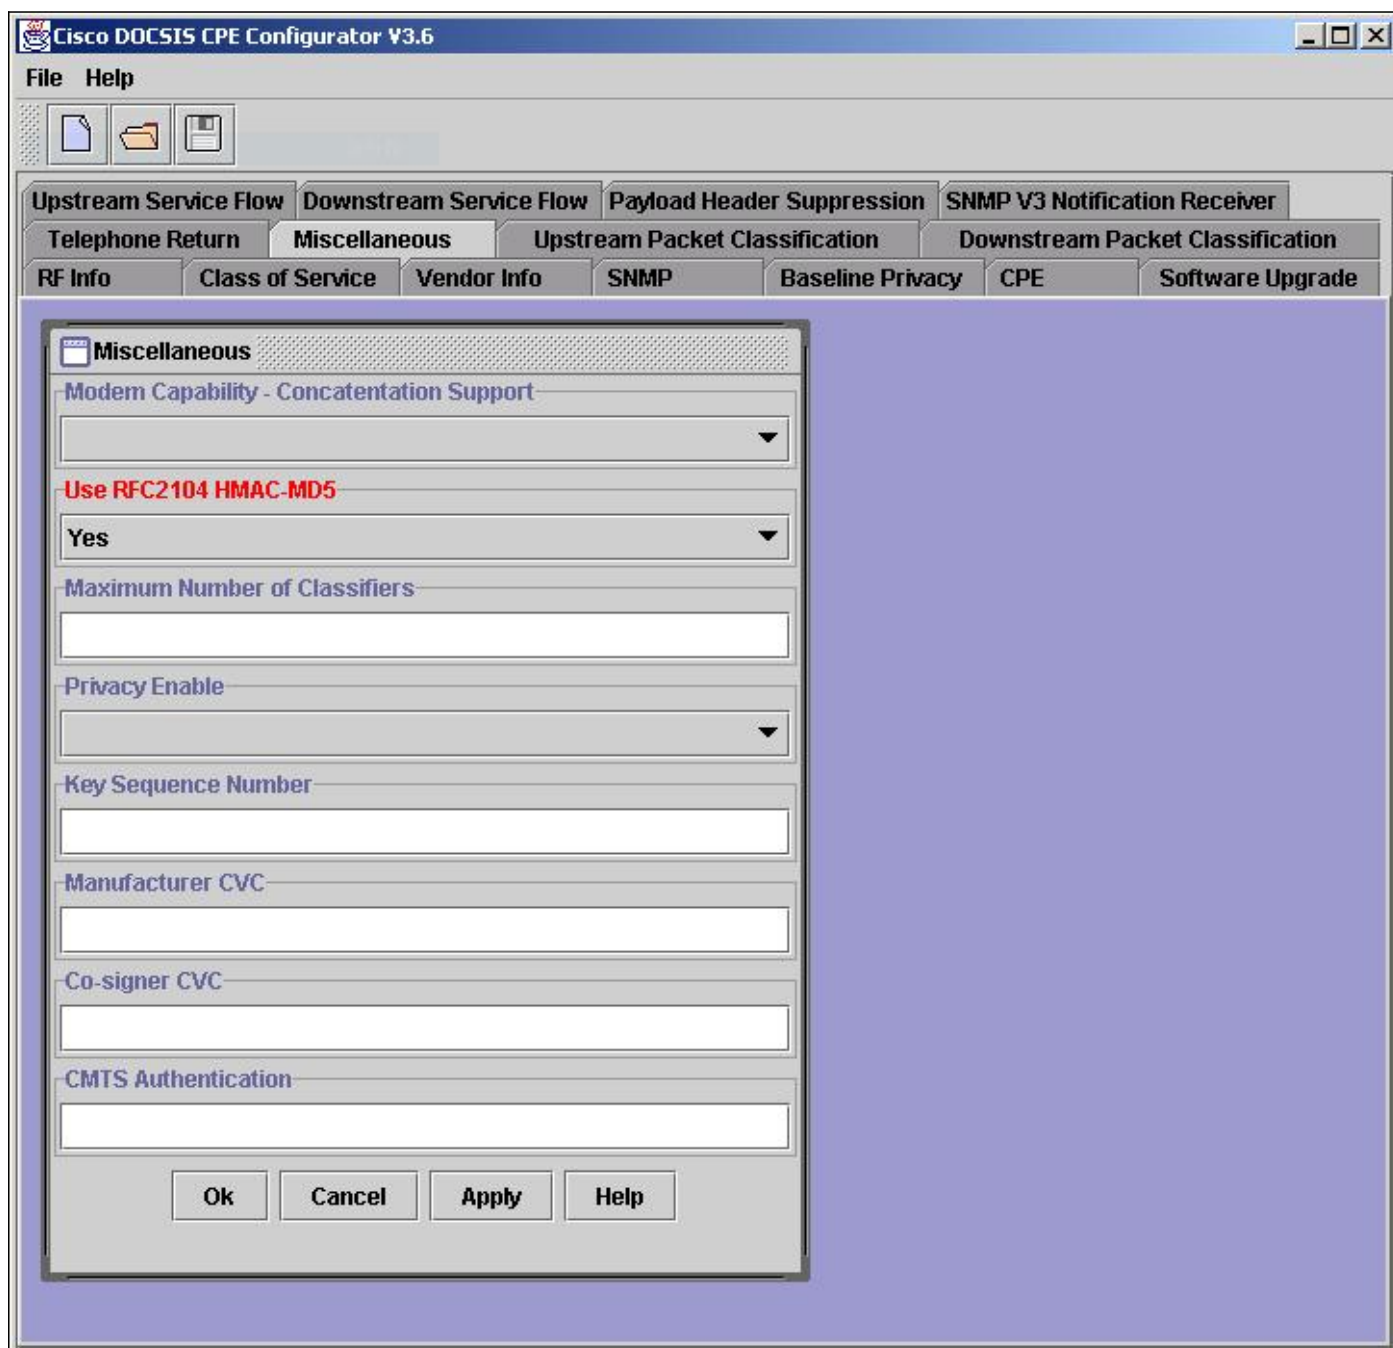 Cisco DOCSIS CPE Configurator V3.6
File Help
Upstream Service Flow Downstream Service Flow Payload Header Suppression SNMP V3 Notification Receiver
Telephone Return Miscellaneous Upstream Packet Classification Downstream Packet Classification
RF Info Class of Service Vendor Info SNMP Baseline Privacy CPE Software Upgrade
Miscellaneous
Modem Capability - Concatentation Support
Use RFC2104 HMAC-MD5
Yes
Maximum Number of Classifiers
Privacy Enable
Key Sequence Number
Manufacturer CVC
Co-signer CVC
CMTS Authentication
Ok Cancel Apply Help